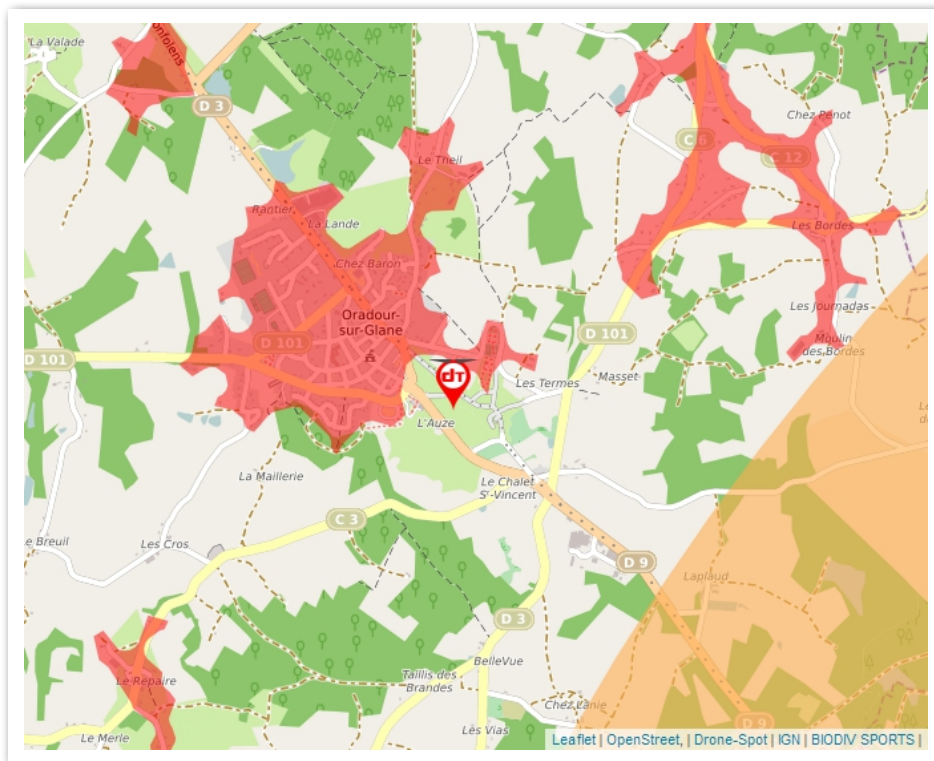 La Valade
onfolens
D 3
C 6
Chez Penot
C 12
Le Theil
Rantier
La Lande
Les Bordes
Chez Baron
Oradour-
sur-Glane
Les Journadas
D 101
D 101
D 101
Moulin
des Bordes
dT
Les Termes
Masset
L'Auze
La Maillerie
Le Chalet
St-Vincent
C 3
e Breuil
Les Cros
D 9
Laplaud
D 3
BelleVue
Le Repaire
Taillis des
Brandes
Chez Lanie
D 9
Le Merle
Les Vias
Leaflet | OpenStreet, | Drone-Spot | IGN | BIODIV SPORTS |